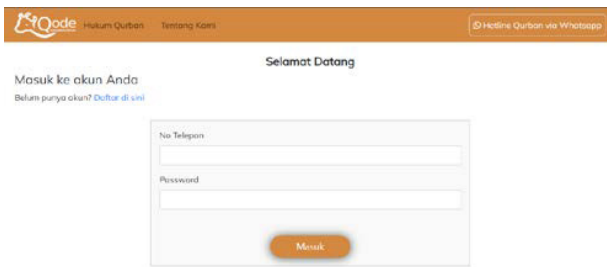 Qode Hukum Qurban Tentang Kami Hotline Qurban via Whatsapp
Selamat Datang
Masuk ke akun Anda
Belum punya akun? Daftar di sini
No Telepon
Password
Masuk